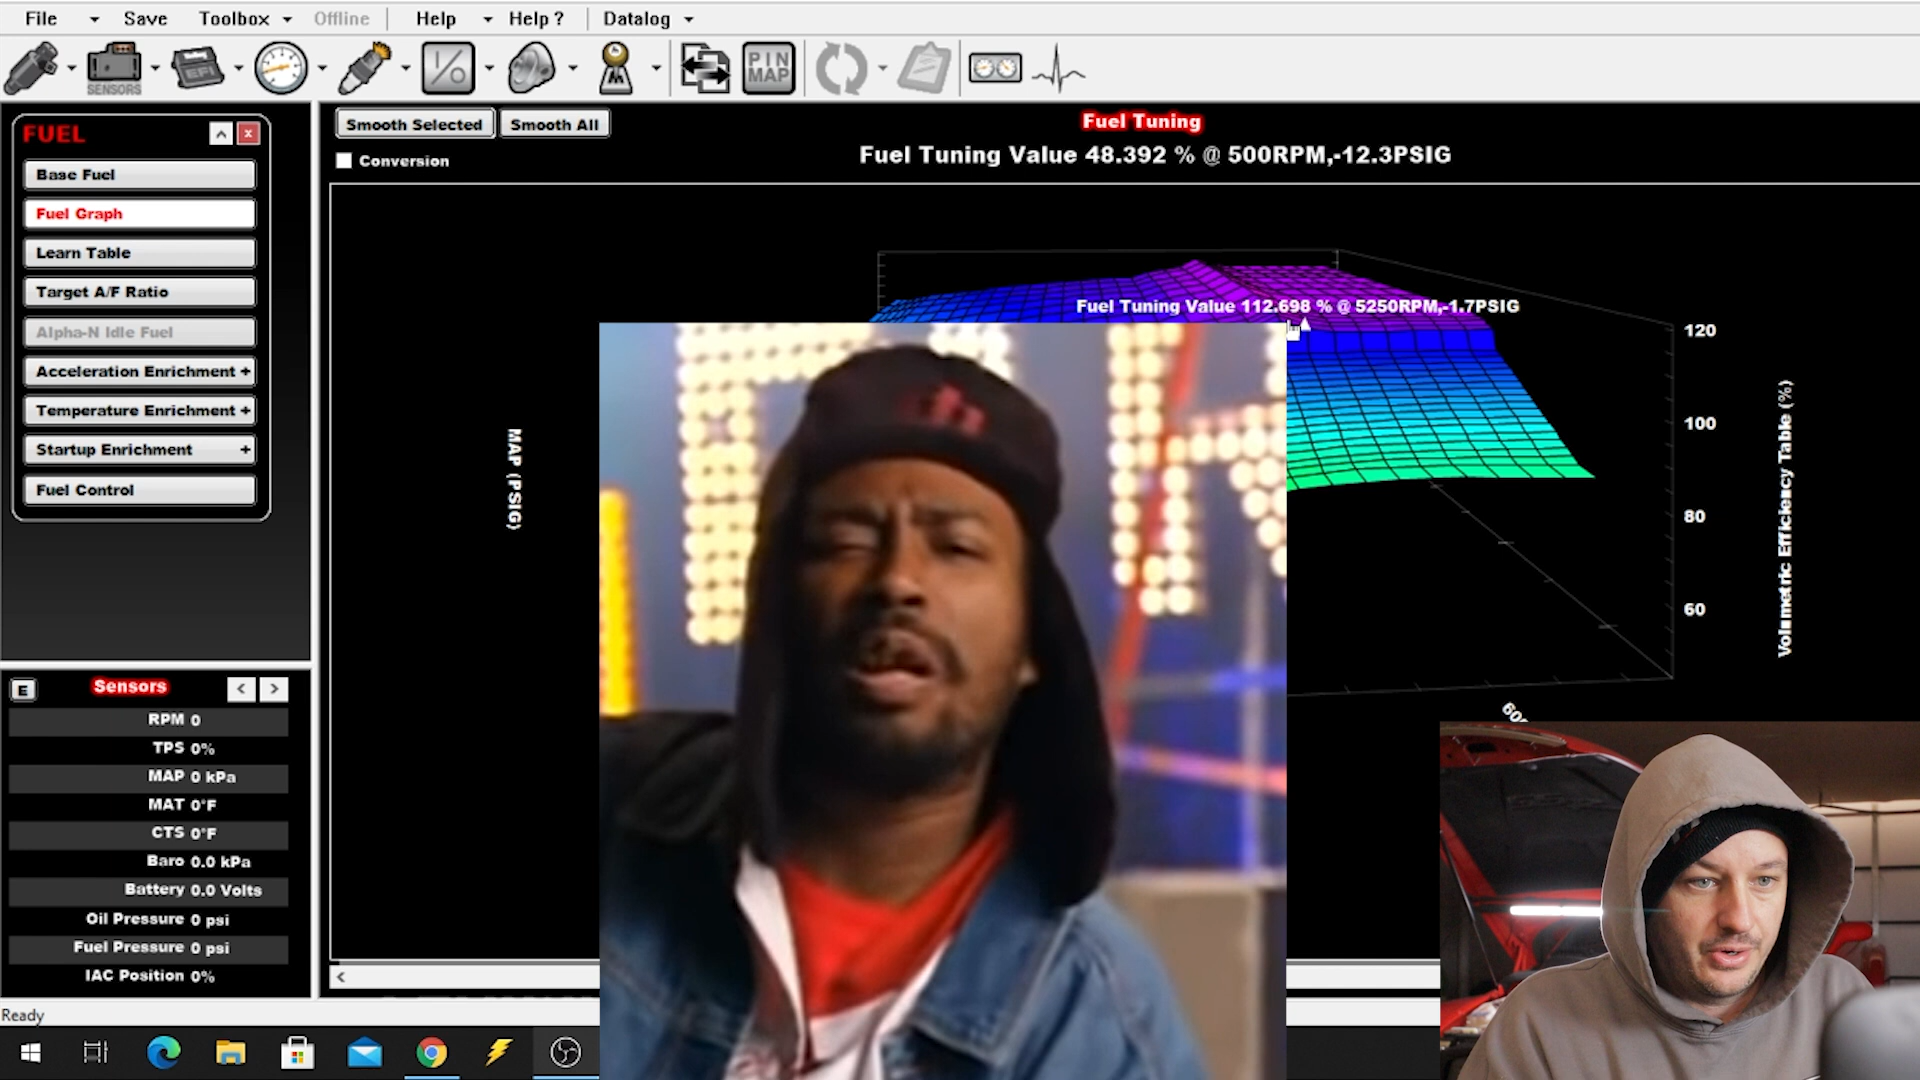 File
Save
Toolbox
Offline
Help
Help ?
Datalog
SENSORS
EFI
I/O
PIN
MAP
FUEL
Base Fuel
Fuel Graph
Learn Table
Target A/F Ratio
Alpha-N Idle Fuel
Acceleration Enrichment +
Temperature Enrichment +
Startup Enrichment +
Fuel Control
Smooth Selected
Smooth All
Conversion
Fuel Tuning
Fuel Tuning Value 48.392 % @ 500RPM,-12.3PSIG
Fuel Tuning Value 112.698 % @ 5250RPM,-1.7PSIG
MAP (PSIG)
120
100
80
60
Volumetric Efficiency Table (%)
E
Sensors
< >
RPM 0
TPS 0%
MAP 0 kPa
MAT 0°F
CTS 0°F
Baro 0.0 kPa
Battery 0.0 Volts
Oil Pressure 0 psi
Fuel Pressure 0 psi
IAC Position 0%
Ready